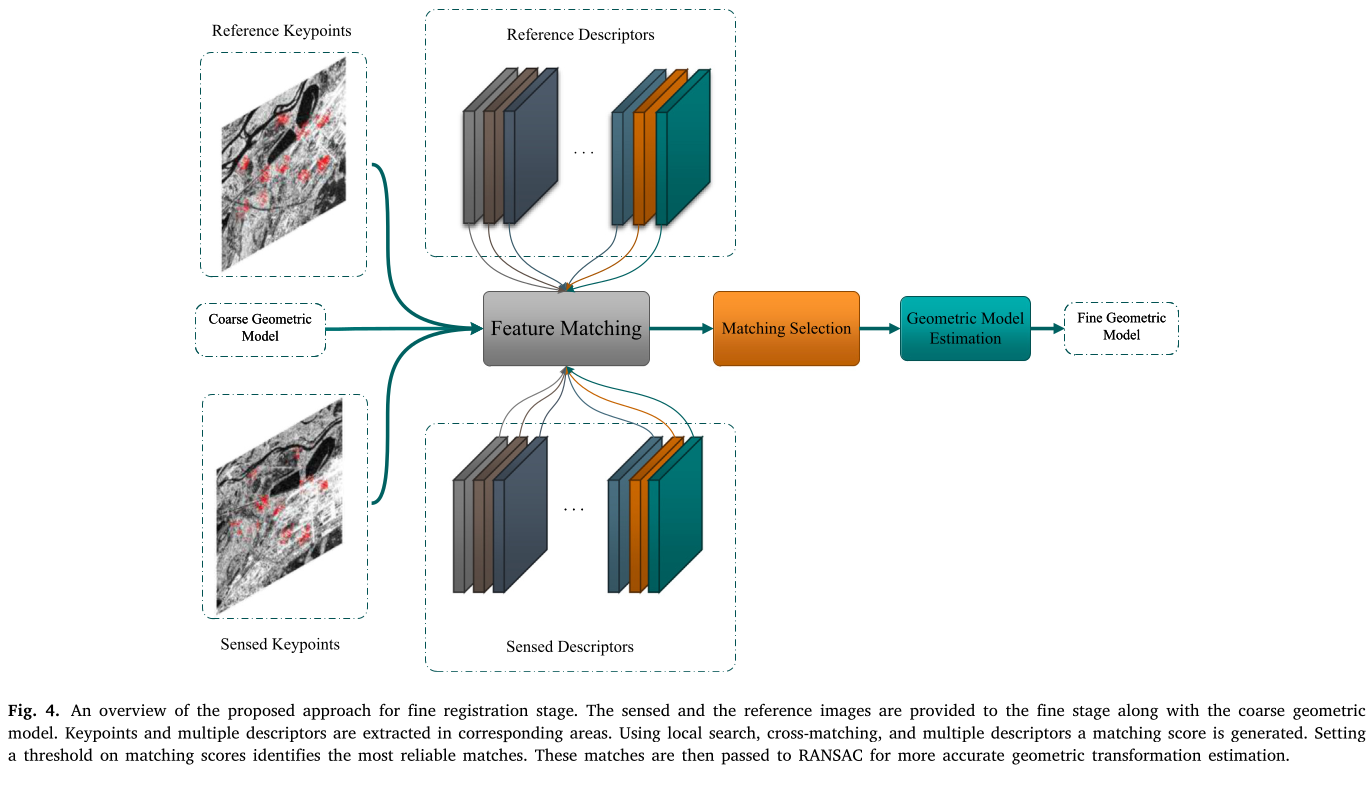 Reference Keypoints
Reference Descriptors
. . .
Coarse Geometric
Model
Feature Matching
Matching Selection
Geometric Model
Estimation
Fine Geometric
Model
. . .
Sensed Keypoints
Sensed Descriptors
Fig. 4. An overview of the proposed approach for fine registration stage. The sensed and the reference images are provided to the fine stage along with the coarse geometric
model. Keypoints and multiple descriptors are extracted in corresponding areas. Using local search, cross-matching, and multiple descriptors a matching score is generated. Setting
a threshold on matching scores identifies the most reliable matches. These matches are then passed to RANSAC for more accurate geometric transformation estimation.